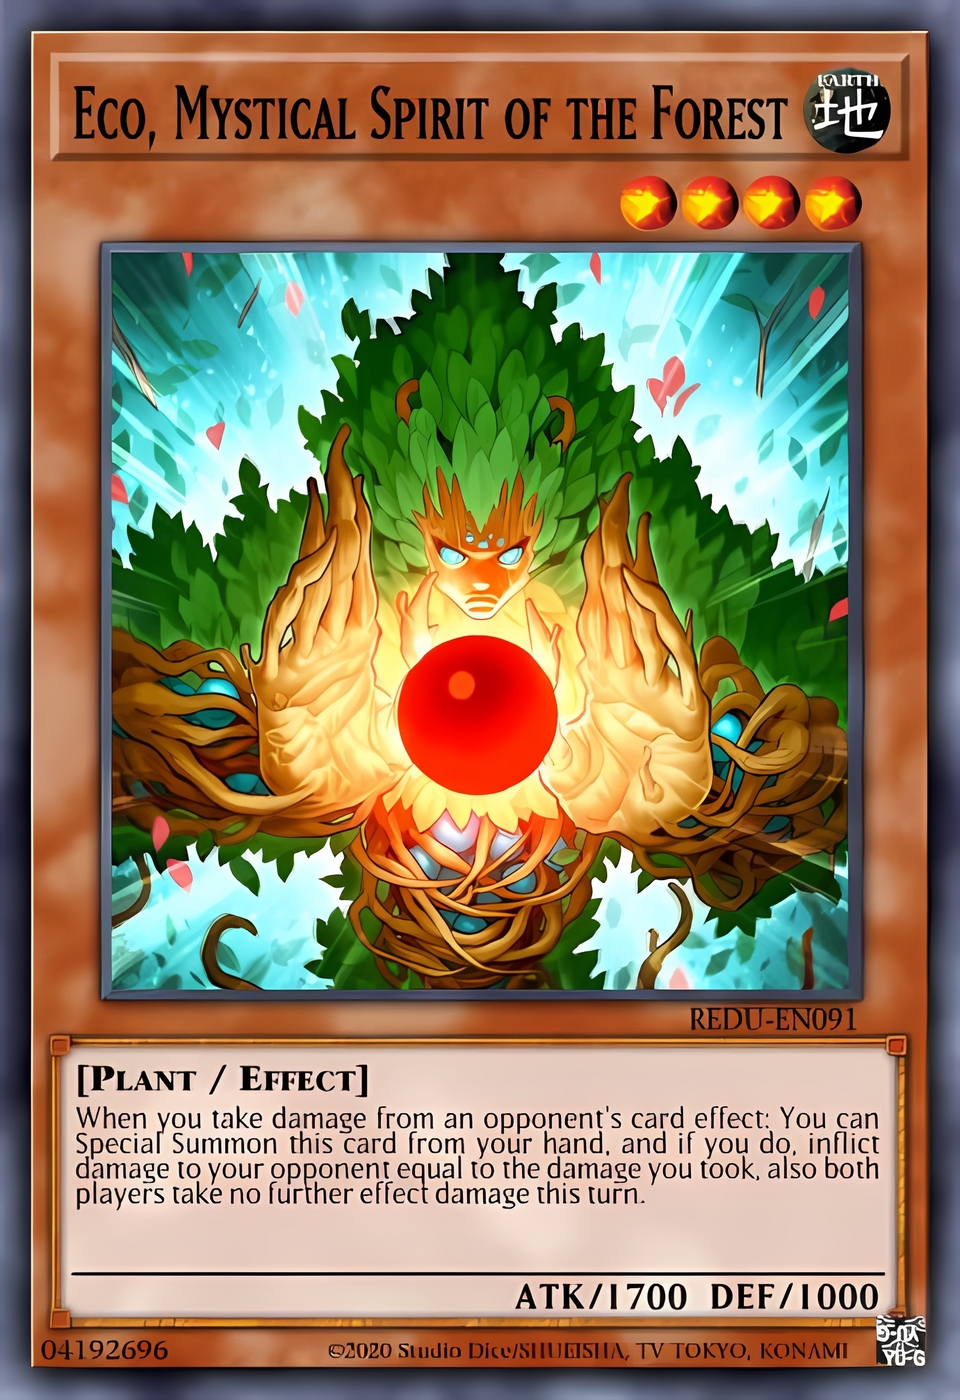 Eco, Mystical Spirit of the Forest
EARTH
地
REDU-EN091
[Plant / Effect]
When you take damage from an opponent's card effect: You can
Special Summon this card from your hand, and if you do, inflict
damage to your opponent equal to the damage you took, also both
players take no further effect damage this turn.
ATK/1700 DEF/1000
04192696
©2020 Studio Dice/SHUEISHA, TV TOKYO, KONAMI